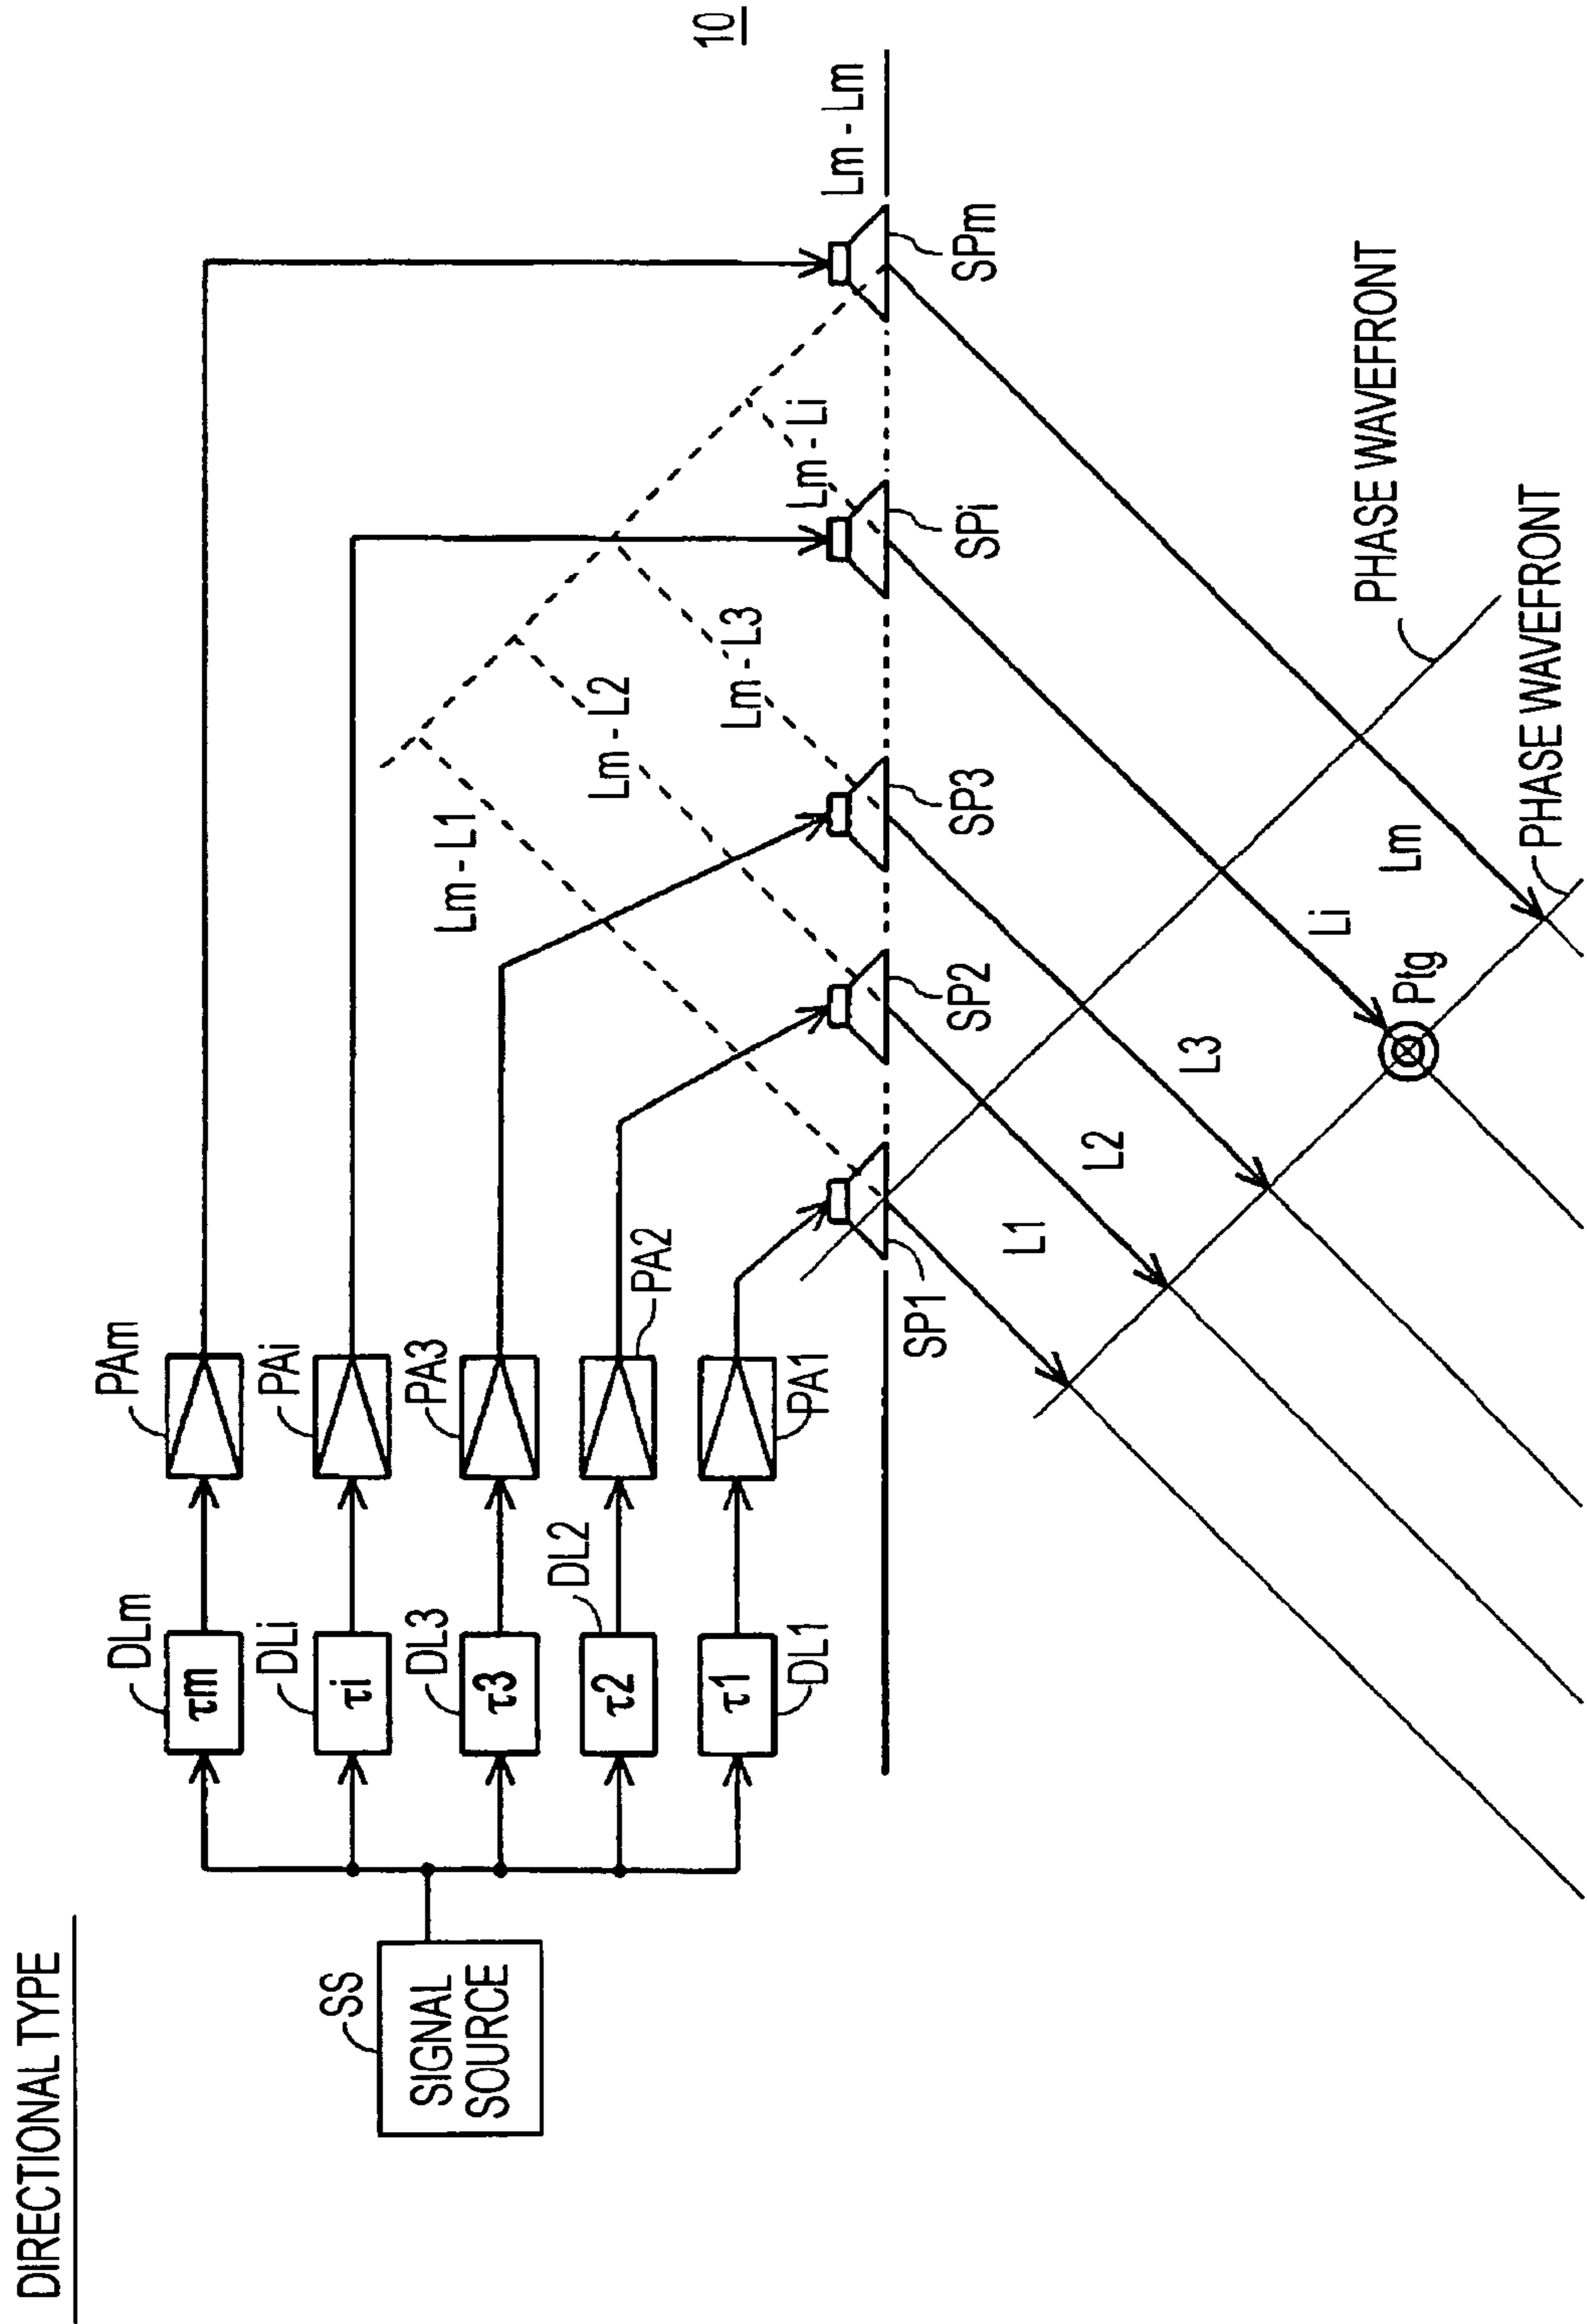 DIRECTIONAL TYPE
10
SS
SIGNAL
SOURCE
DLm
τm
PAm
DLi
τi
PAi
DL3
τ3
PA3
DL2
τ2
PA2
DL1
τ1
PA1
Lm - L1
Lm - L2
Lm - L3
Lm - Li
Lm - Lm
SP1
SP2
SP3
SPi
SPm
L1
L2
L3
Li
Lm
Ptg
PHASE WAVEFRONT
PHASE WAVEFRONT